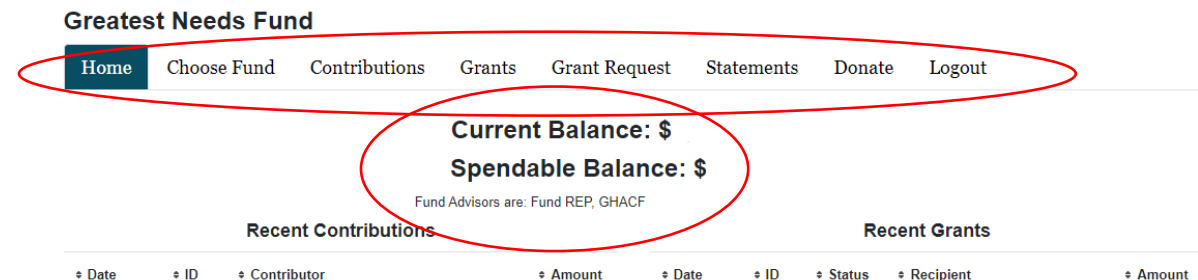 Greatest Needs Fund
Home Choose Fund Contributions Grants Grant Request Statements Donate Logout
Current Balance: $
Spendable Balance: $
Fund Advisors are: Fund REP, GHACF
Recent Contributions Recent Grants
Date ID Contributor Amount Date ID Status Recipient Amount